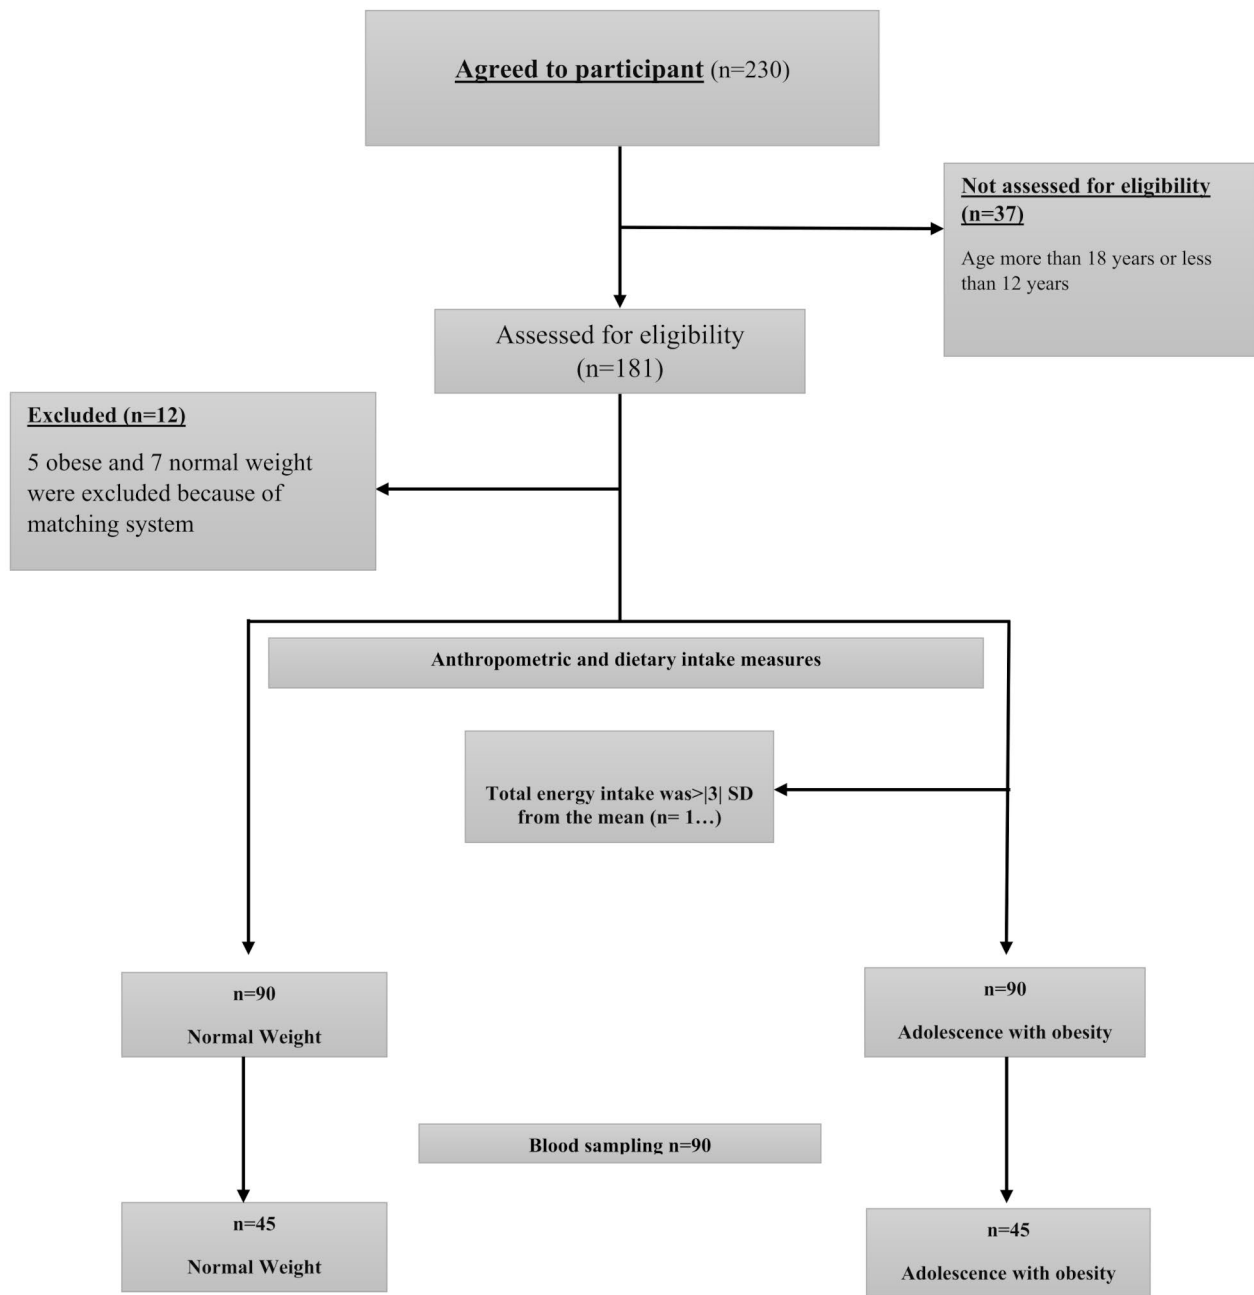 Agreed to participant (n=230)
Not assessed for eligibility
(n=37)
Age more than 18 years or less
than 12 years
Assessed for eligibility
(n=181)
Excluded (n=12)
5 obese and 7 normal weight
were excluded because of
matching system
Anthropometric and dietary intake measures
Total energy intake was>|3| SD
from the mean (n= 1…)
n=90
Normal Weight
n=90
Adolescence with obesity
Blood sampling n=90
n=45
Normal Weight
n=45
Adolescence with obesity